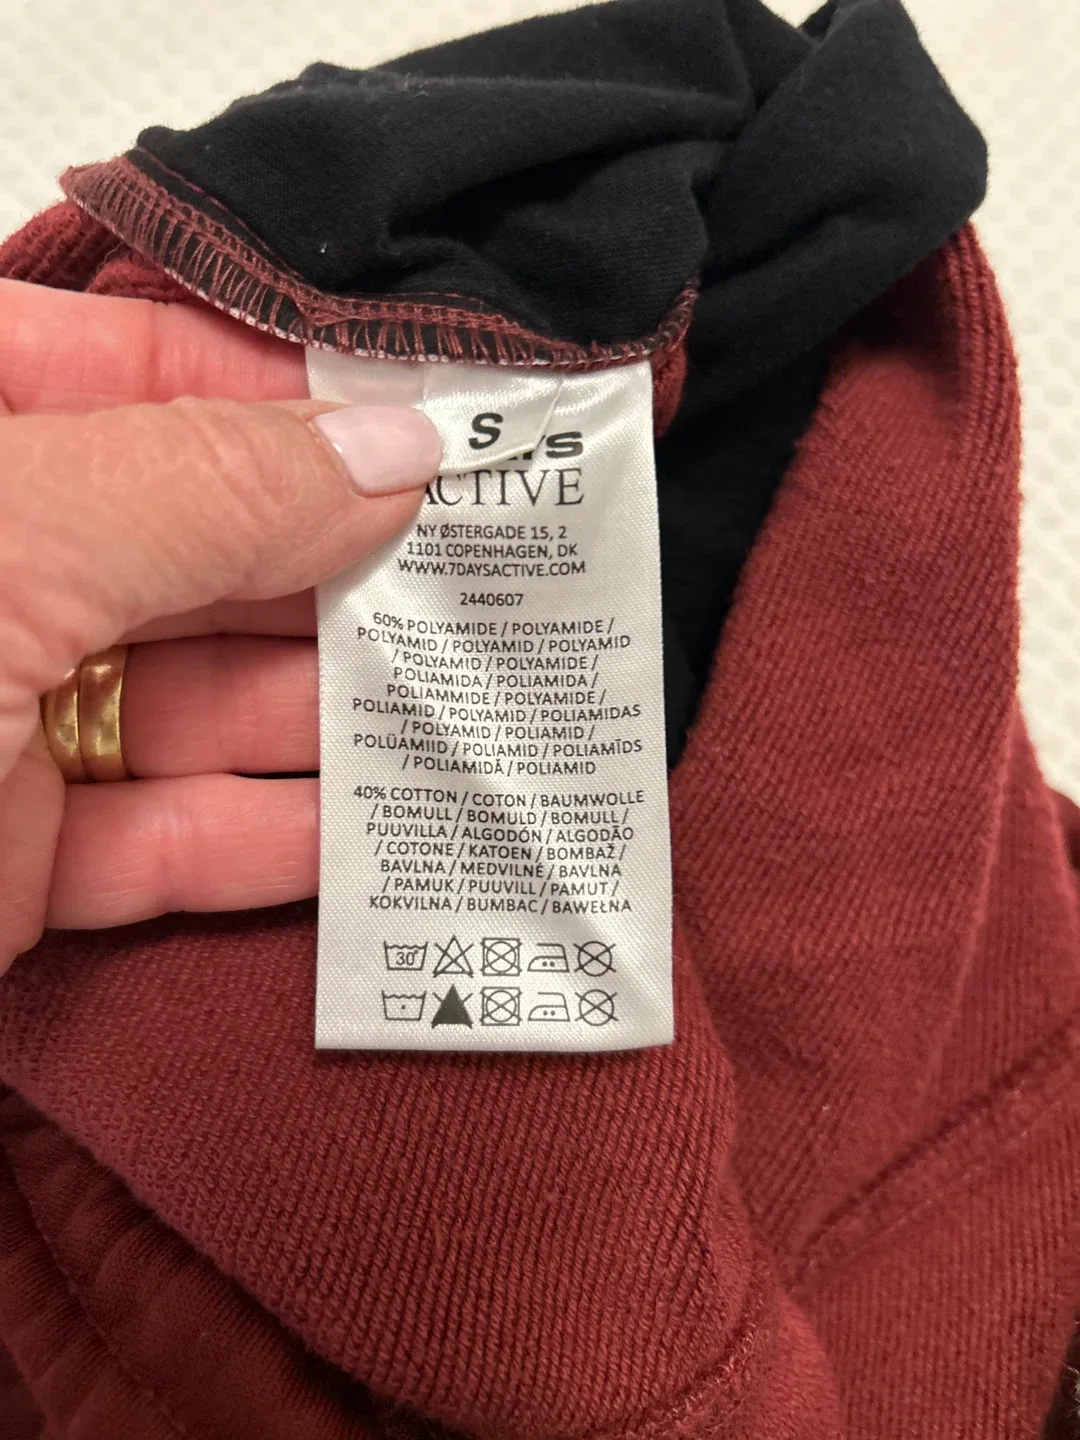 S
ACTIVE
NY ØSTERGADE 15, 2
1101 COPENHAGEN, DK
WWW.7DAYSACTIVE.COM
2440607
60% POLYAMIDE / POLYAMIDE /
POLYAMID / POLYAMID / POLYAMID
/ POLYAMID / POLYAMIDE /
POLIAMIDA / POLIAMIDA /
POLIAMMIDE / POLYAMIDE /
POLIAMID / POLYAMID / POLIAMIDAS
/ POLYAMID / POLIAMID /
POLÜAMIID / POLIAMID / POLIAMĪDS
/ POLIAMIDĂ / POLIAMID
40% COTTON / COTON / BAUMWOLLE
/ BOMULL / BOMULD / BOMULL /
PUUVILLA / ALGODÓN / ALGODÃO
/ COTONE / KATOEN / BOMBAŽ /
BAVLNA / MEDVILNĖ / BAVLNA
/ PAMUK / PUUVILL / PAMUT /
KOKVILNA / BUMBAC / BAWEŁNA
30°